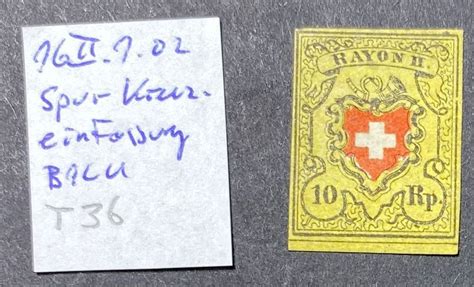 16II.1.02
Spur Kreuz-
einfassung
T36
RAYON II.
10 Rp.